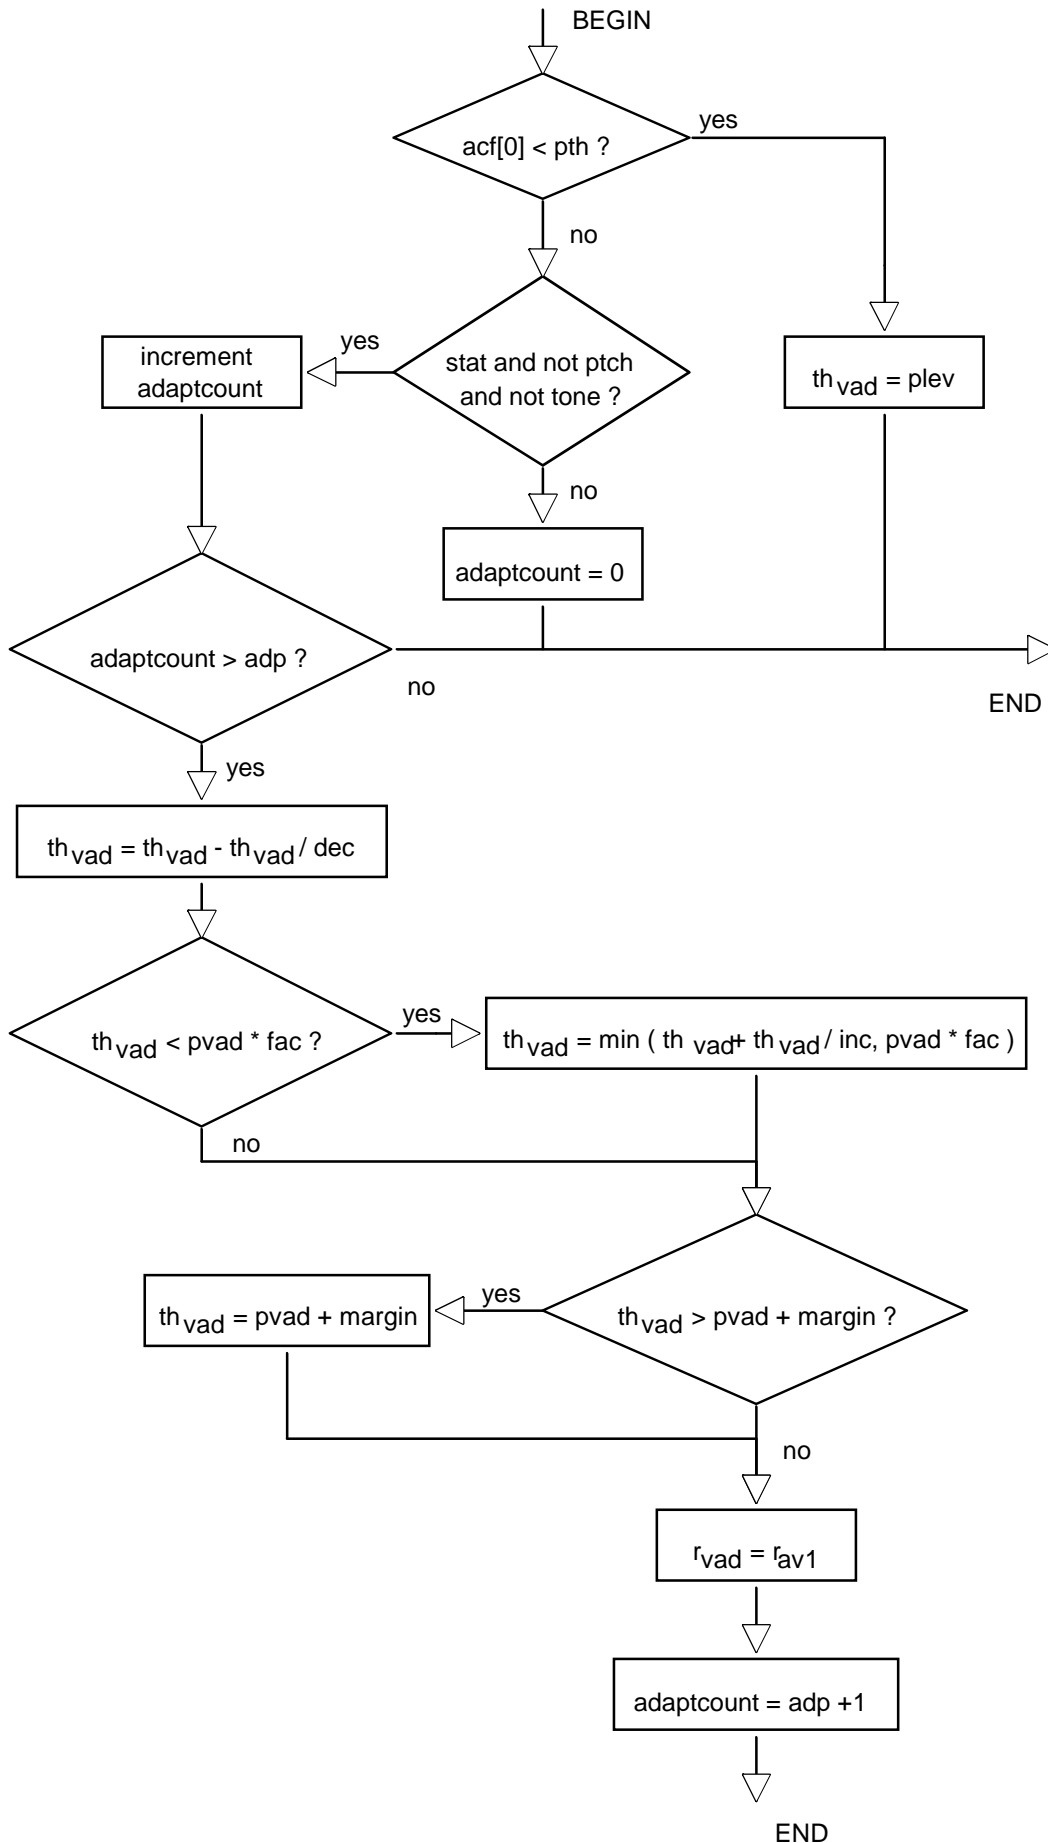 BEGIN
acf[0] < pth ?
yes
no
stat and not ptch
and not tone ?
yes
increment
adaptcount
th vad = plev
no
adaptcount = 0
adaptcount > adp ?
no
END
yes
th vad = th vad - th vad / dec
th vad < pvad * fac ?
yes
th vad = min ( th vad + th vad / inc, pvad * fac )
no
th vad > pvad + margin ?
yes
th vad = pvad + margin
no
r vad = r av1
adaptcount = adp +1
END